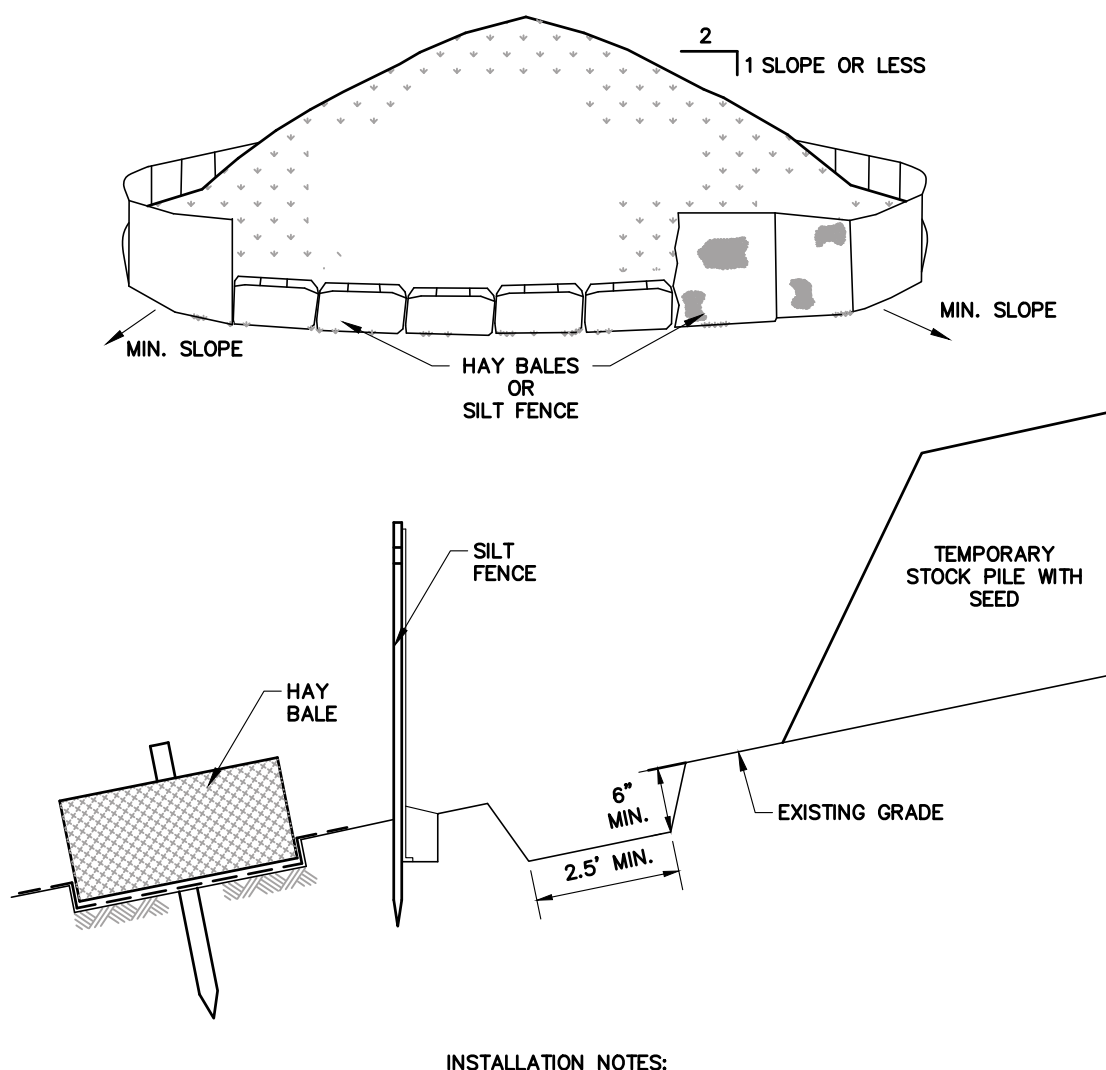 2
1 SLOPE OR LESS
MIN. SLOPE
MIN. SLOPE
HAY BALES
OR
SILT FENCE
SILT
FENCE
TEMPORARY
STOCK PILE WITH
SEED
HAY
BALE
6"
MIN.
EXISTING GRADE
2.5' MIN.
INSTALLATION NOTES: